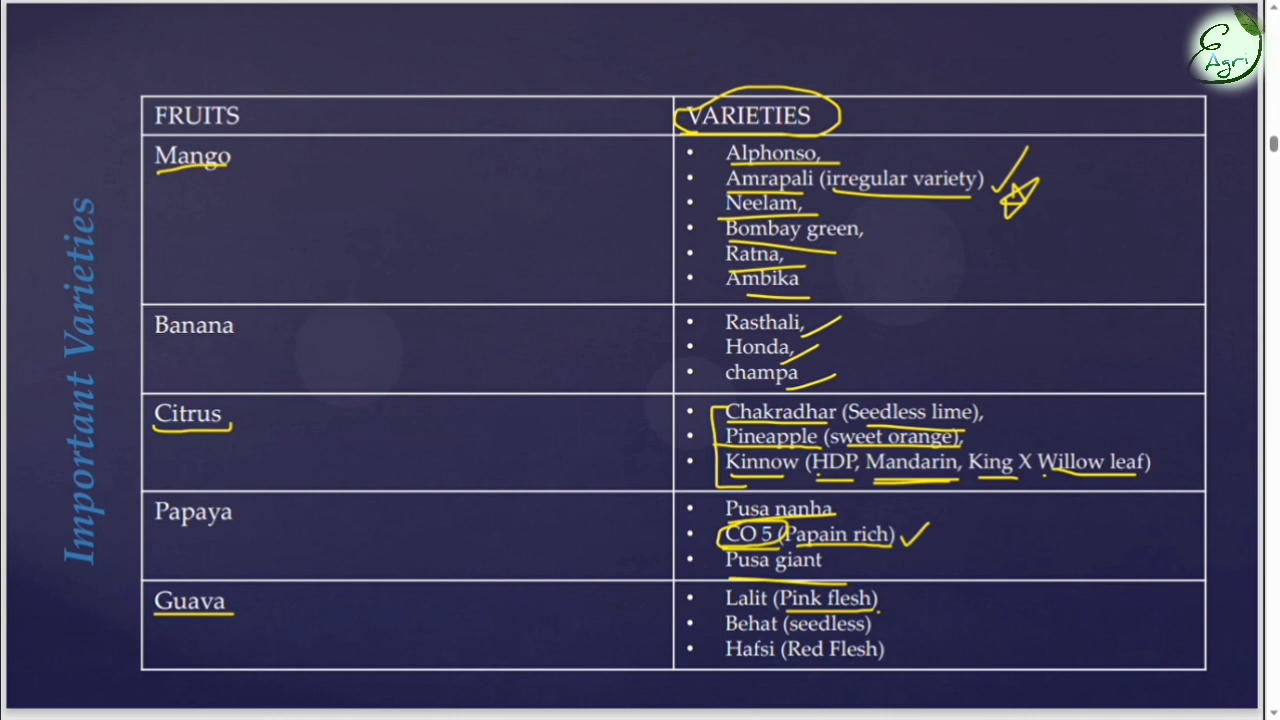 E
Agri
Important Varieties
FRUITS
VARIETIES
Mango
• Alphonso,
• Amrapali (irregular variety)
• Neelam,
• Bombay green,
• Ratna,
• Ambika
Banana
• Rasthali,
• Honda,
• champa
Citrus
• Chakradhar (Seedless lime),
• Pineapple (sweet orange),
• Kinnow (HDP, Mandarin, King X Willow leaf)
Papaya
• Pusa nanha
• CO 5 (Papain rich)
• Pusa giant
Guava
• Lalit (Pink flesh)
• Behat (seedless)
• Hafsi (Red Flesh)